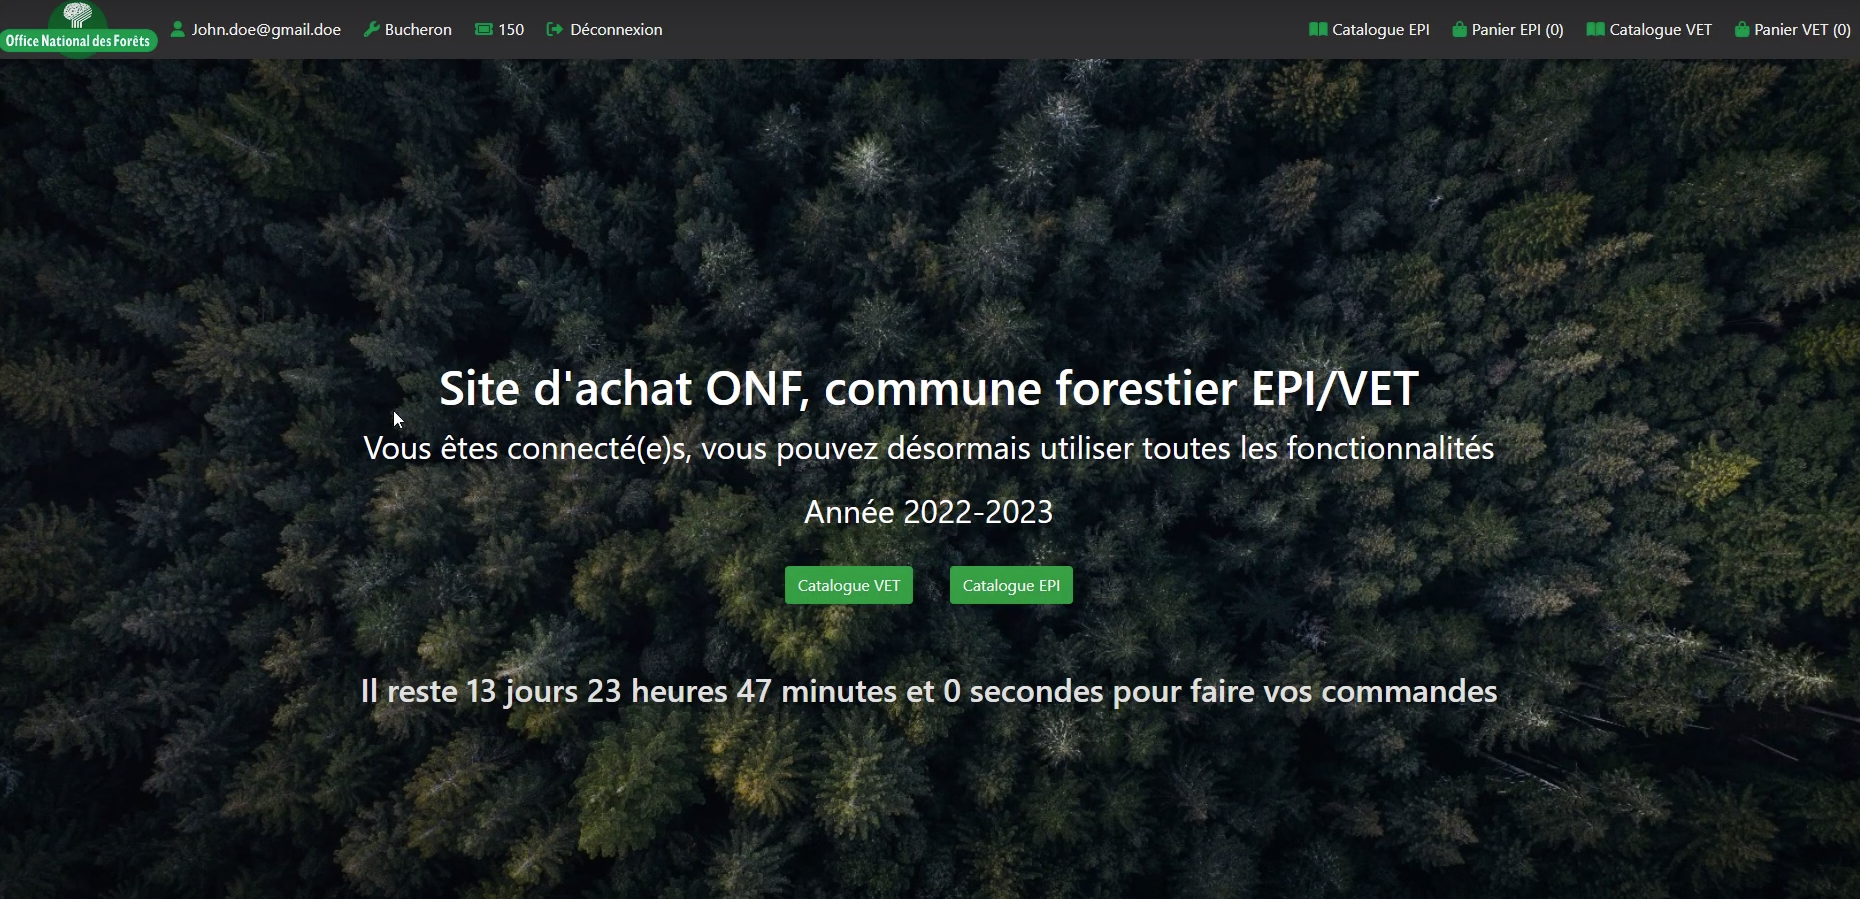 Office National des Forêts
John.doe@gmail.doe
Bucheron
150
Déconnexion
Catalogue EPI
Panier EPI (0)
Catalogue VET
Panier VET (0)
Site d'achat ONF, commune forestier EPI/VET
Vous êtes connecté(e)s, vous pouvez désormais utiliser toutes les fonctionnalités
Année 2022-2023
Catalogue VET
Catalogue EPI
Il reste 13 jours 23 heures 47 minutes et 0 secondes pour faire vos commandes